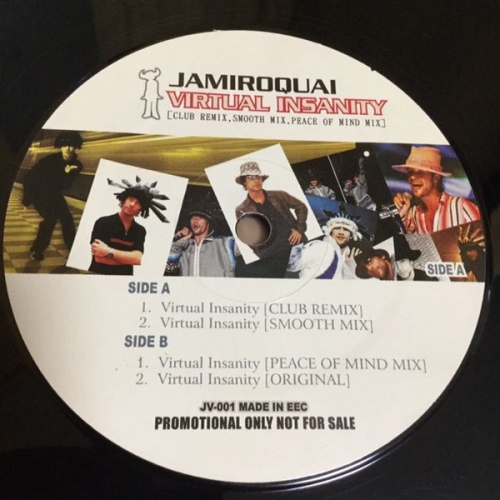 JAMIROQUAI
VIRTUAL INSANITY
[CLUB REMIX,SMOOTH MIX,PEACE OF MIND MIX]
SIDE A
SIDE A
1. Virtual Insanity [CLUB REMIX]
2. Virtual Insanity [SMOOTH MIX]
SIDE B
1. Virtual Insanity [PEACE OF MIND MIX]
2. Virtual Insanity [ORIGINAL]
JV-001 MADE IN EEC
PROMOTIONAL ONLY NOT FOR SALE